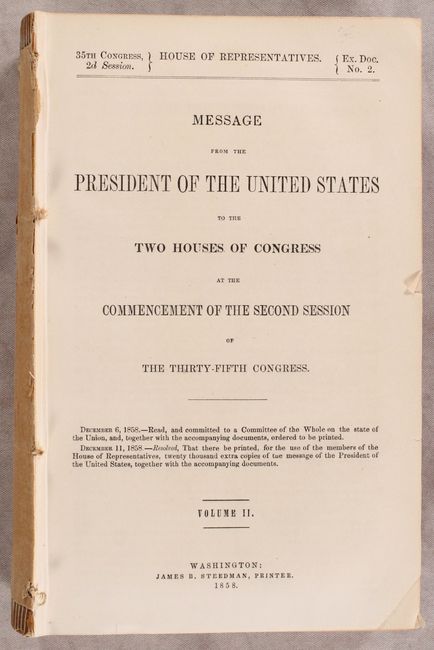 35TH CONGRESS, } HOUSE OF REPRESENTATIVES. { EX. DOC.
2d Session. } { No. 2.
MESSAGE
FROM THE
PRESIDENT OF THE UNITED STATES
TO THE
TWO HOUSES OF CONGRESS
AT THE
COMMENCEMENT OF THE SECOND SESSION
OF
THE THIRTY-FIFTH CONGRESS.
DECEMBER 6, 1858.—Read, and committed to a Committee of the Whole on the state of
the Union, and, together with the accompanying documents, ordered to be printed.
DECEMBER 11, 1858.—Resolved, That there be printed, for the use of the members of the
House of Representatives, twenty thousand extra copies of the message of the President of
the United States, together with the accompanying documents.
VOLUME II.
WASHINGTON:
JAMES B. STEEDMAN, PRINTER.
1858.